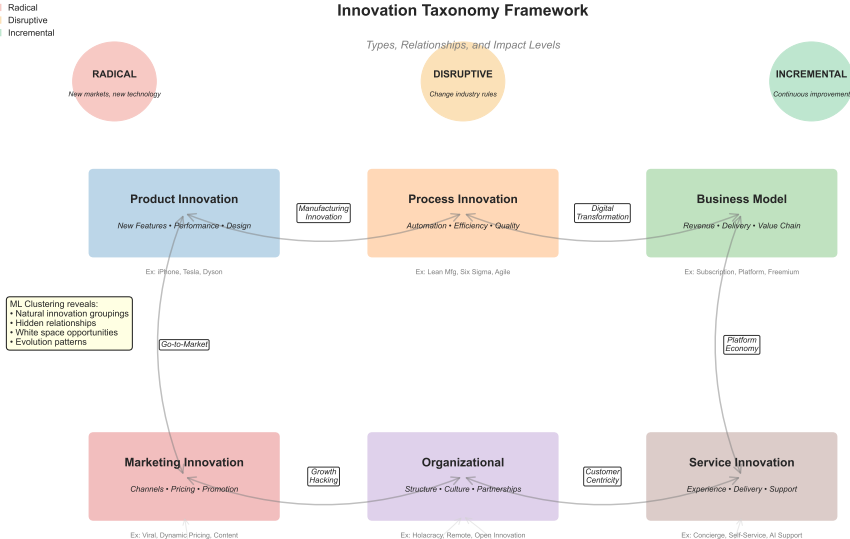 Radical
Disruptive
Incremental
Innovation Taxonomy Framework
Types, Relationships, and Impact Levels
RADICAL
New markets, new technology
DISRUPTIVE
Change industry rules
INCREMENTAL
Continuous improvement
Product Innovation
New Features • Performance • Design
Ex: iPhone, Tesla, Dyson
Manufacturing
Innovation
Process Innovation
Automation • Efficiency • Quality
Ex: Lean Mfg, Six Sigma, Agile
Digital
Transformation
Business Model
Revenue • Delivery • Value Chain
Ex: Subscription, Platform, Freemium
ML Clustering reveals:
• Natural innovation groupings
• Hidden relationships
• White space opportunities
• Evolution patterns
Go-to-Market
Platform
Economy
Marketing Innovation
Channels • Pricing • Promotion
Ex: Viral, Dynamic Pricing, Content
Growth
Hacking
Organizational
Structure • Culture • Partnerships
Ex: Holacracy, Remote, Open Innovation
Customer
Centricity
Service Innovation
Experience • Delivery • Support
Ex: Concierge, Self-Service, AI Support